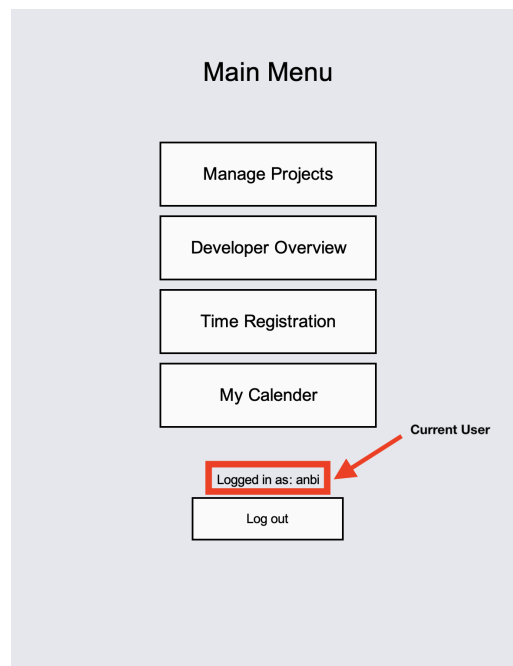 Main Menu
Manage Projects
Developer Overview
Time Registration
My Calender
Current User
Logged in as: anbi
Log out